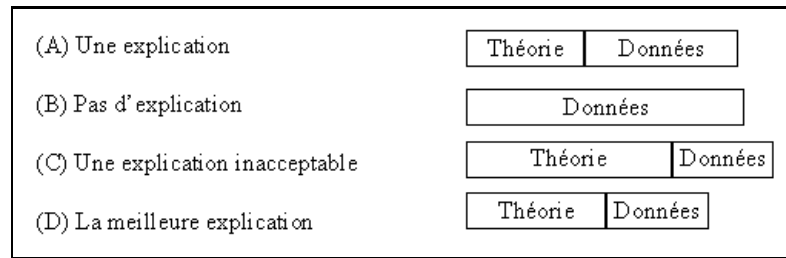 (A) Une explication Théorie Données
(B) Pas d'explication Données
(C) Une explication inacceptable Théorie Données
(D) La meilleure explication Théorie Données